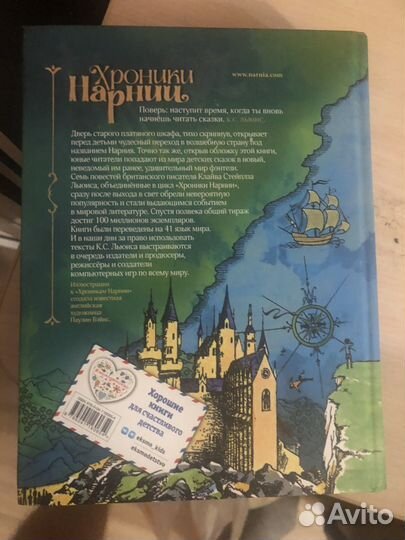 Хроники
Нарнии
www.narnia.com
Поверь: наступит время, когда ты вновь
начнёшь читать сказки. К.С. ЛЬЮИС.
Дверь старого платяного шкафа, тихо скрипнув, открывает
перед детьми чудесный переход в волшебную страну под
названием Нарния. Точно так же, открыв обложку этой книги,
юные читатели попадают из мира детских сказок в новый,
неведомый им ранее, удивительный мир фэнтези.
Семь повестей британского писателя Клайва Стейплза
Льюиса, объединённые в цикл «Хроники Нарнии»,
сразу после выхода в свет обрели невероятную
популярность и стали выдающимся событием
в мировой литературе. Спустя полвека общий тираж
достиг 100 миллионов экземпляров.
Книги были переведены на 41 язык мира.
И в наши дни за право использовать
тексты К.С. Льюиса выстраиваются
в очередь издатели и продюсеры,
режиссёры и создатели
компьютерных игр по всему миру.
Иллюстрации
к «Хроникам Нарнии»
создала известная
английская
художница
Паулин Бэйнс.
Хорошие
книги
для счастливого
детства
eksmo_kids
eksmodetstvo
Avito